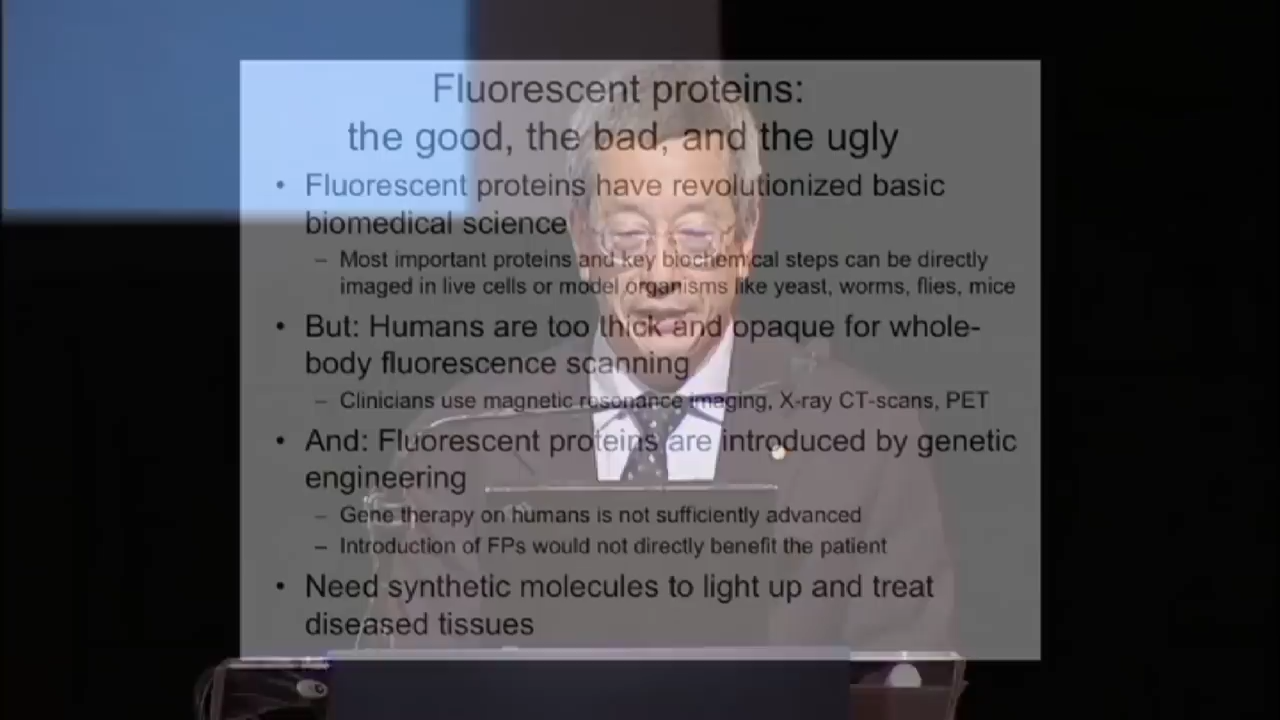 Fluorescent proteins:
the good, the bad, and the ugly
• Fluorescent proteins have revolutionized basic
biomedical science
– Most important proteins and key biochemical steps can be directly
imaged in live cells or model organisms like yeast, worms, flies, mice
• But: Humans are too thick and opaque for whole-
body fluorescence scanning
– Clinicians use magnetic resonance imaging, X-ray CT-scans, PET
• And: Fluorescent proteins are introduced by genetic
engineering
– Gene therapy on humans is not sufficiently advanced
– Introduction of FPs would not directly benefit the patient
• Need synthetic molecules to light up and treat
diseased tissues